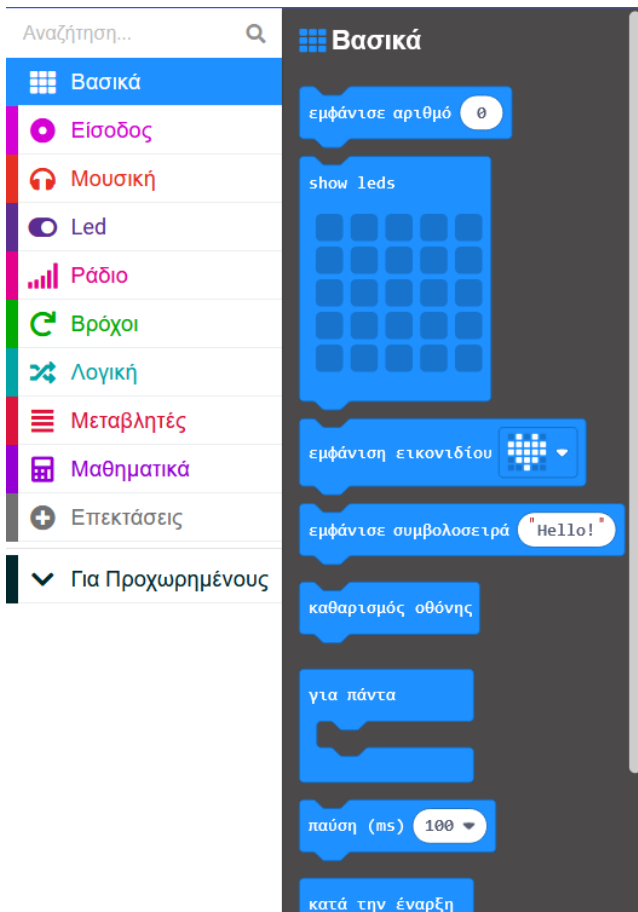 Αναζήτηση...
Βασικά
Είσοδος
Μουσική
Led
Ράδιο
Βρόχοι
Λογική
Μεταβλητές
Μαθηματικά
Επεκτάσεις
Για Προχωρημένους
Βασικά
εμφάνισε αριθμό 0
show leds
εμφάνιση εικονιδίου
εμφάνισε συμβολοσειρά "Hello!"
καθαρισμός οθόνης
για πάντα
παύση (ms) 100
κατά την έναρξη